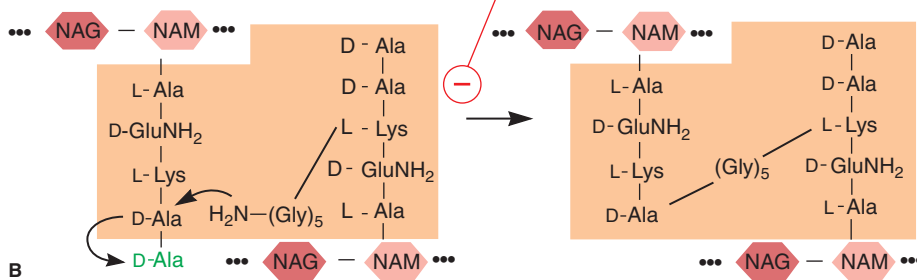 ••• NAG — NAM •••
L-Ala
D-GluNH2
L-Lys
D-Ala
D-Ala
H2N—(Gly)5
D - Ala
D - Ala
L - Lys
D - GluNH2
L - Ala
••• NAG — NAM •••
B
−
••• NAG — NAM •••
L-Ala
D-GluNH2
L-Lys
D-Ala
(Gly)5
D-Ala
D-Ala
L-Lys
D-GluNH2
L-Ala
••• NAG — NAM •••